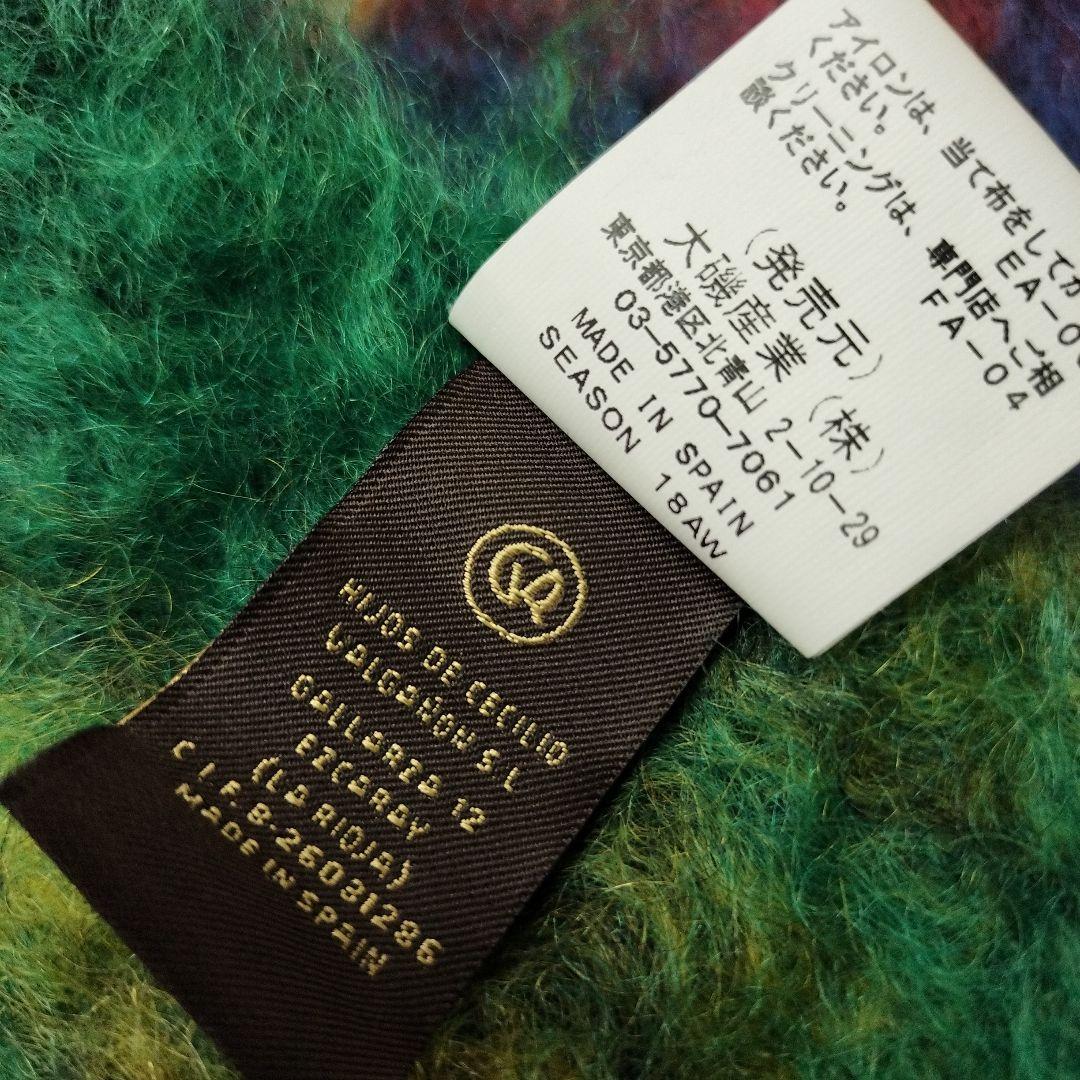 アイロンは、当て布をしてか
ください。 EA-0
クリーニングは、専門店へご相
談ください。 FA-04
（発売元）
大磯産業（株）
東京都港区北青山 2-10-29
03-5770-7061
MADE IN SPAIN
SEASON 18AW
HIJOS DE CECILIO
VALGAÑON S L
GALLAREA 12
EZCARAY
(LA RIOJA)
C I F. B-26031286
MADE IN SPAIN